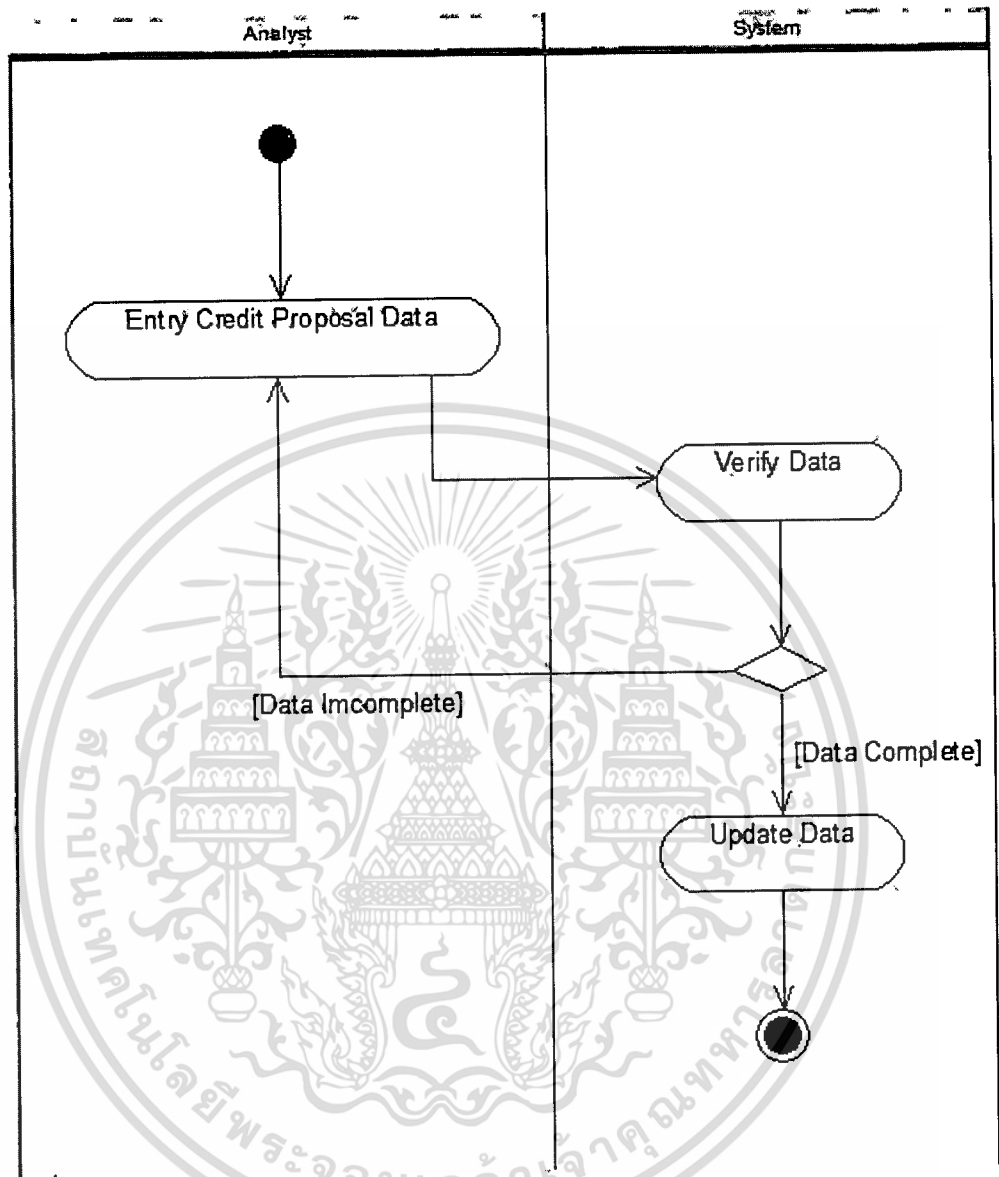 Analyst
System
Entry Credit Proposal Data
Verify Data
[Data Imcomplete]
[Data Complete]
Update Data